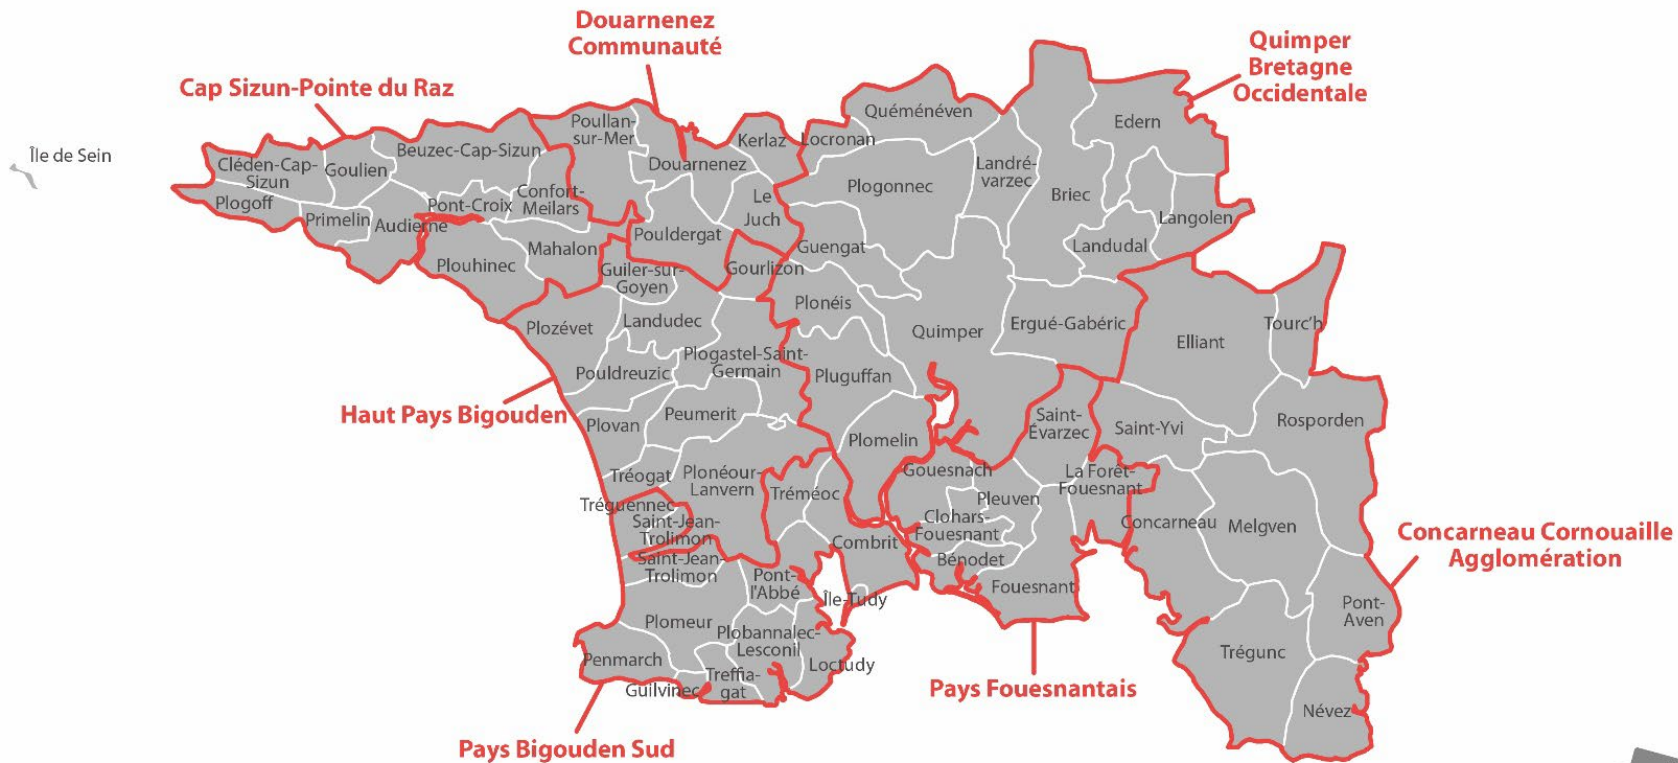 Douarnenez
Communauté
Quimper
Bretagne
Occidentale
Cap Sizun-Pointe du Raz
Île de Sein
Cléden-Cap-
Sizun
Goulien
Beuzec-Cap-Sizun
Poullan-
sur-Mer
Douarnenez
Kerlaz
Locronan
Quéménéven
Edern
Plogoff
Primelin
Audierne
Pont-Croix
Confort-
Meilars
Le
Juch
Plogonnec
Landré-
varzec
Briec
Langolen
Landudal
Plouhinec
Mahalon
Pouldergat
Guengat
Guiler-sur-
Goyen
Gourlizon
Plozévet
Landudec
Plonéis
Quimper
Ergué-Gabéric
Elliant
Tourc'h
Pouldreuzic
Plogastel-Saint-
Germain
Pluguffan
Haut Pays Bigouden
Plovan
Peumerit
Plomelin
Saint-
Évarzec
Saint-Yvi
Rosporden
Tréogat
Plonéour-
Lanvern
Tréméoc
Gouesnach
Pleuven
La Forêt-
Fouesnant
Tréguennec
Saint-Jean-
Trolimon
Clohars-
Fouesnant
Concarneau
Melgven
Concarneau Cornouaille
Agglomération
Saint-Jean-
Trolimon
Combrit
Bénodet
Fouesnant
Pont-
l'Abbé
Île-Tudy
Pont-
Aven
Plomeur
Plobannalec-
Lesconil
Trégunc
Penmarch
Guilvinec
Treffia-
gat
Loctudy
Pays Fouesnantais
Névez
Pays Bigouden Sud